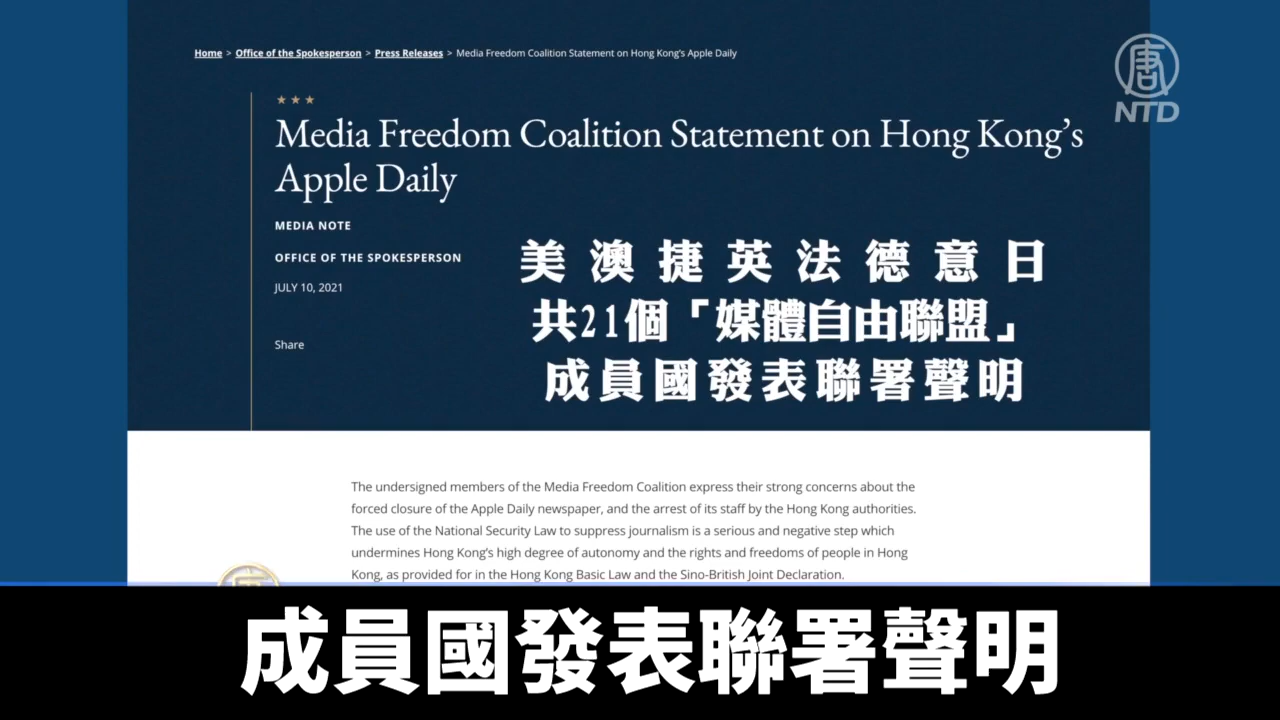 Home > Office of the Spokesperson > Press Releases > Media Freedom Coalition Statement on Hong Kong's Apple Daily
唐
NTD
★ ★ ★
Media Freedom Coalition Statement on Hong Kong’s
Apple Daily
MEDIA NOTE
OFFICE OF THE SPOKESPERSON
JULY 10, 2021
Share
美澳捷英法德意日
共21個「媒體自由聯盟」
成員國發表聯署聲明
The undersigned members of the Media Freedom Coalition express their strong concerns about the
forced closure of the Apple Daily newspaper, and the arrest of its staff by the Hong Kong authorities.
The use of the National Security Law to suppress journalism is a serious and negative step which
undermines Hong Kong’s high degree of autonomy and the rights and freedoms of people in Hong
Kong, as provided for in the Hong Kong Basic Law and the Sino-British Joint Declaration.
成員國發表聯署聲明